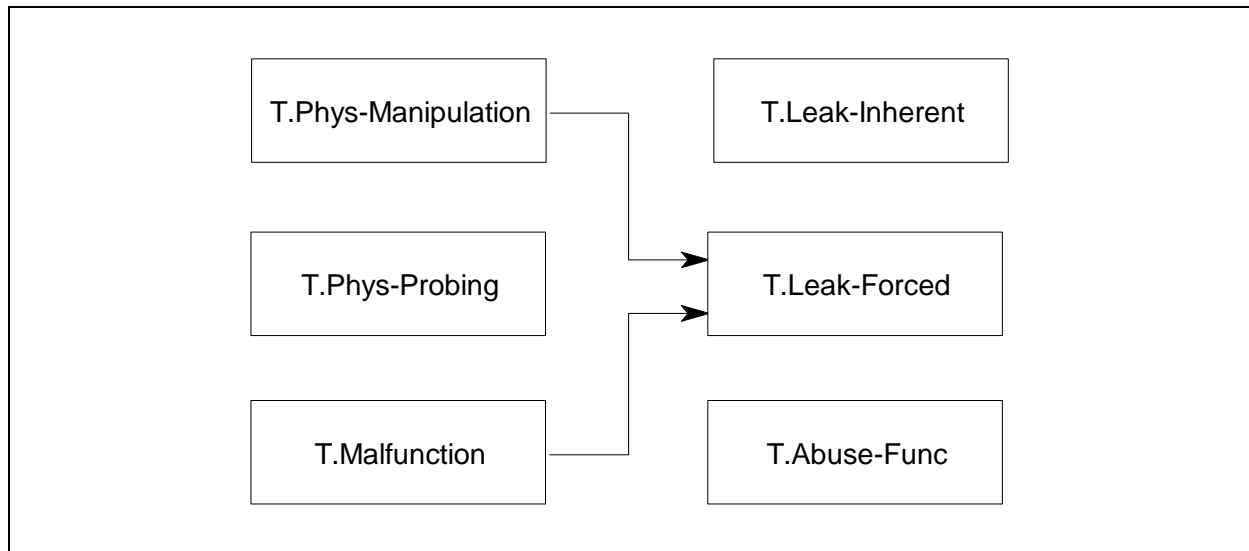 T.Phys-Manipulation
T.Leak-Inherent
T.Phys-Probing
T.Leak-Forced
T.Malfunction
T.Abuse-Func